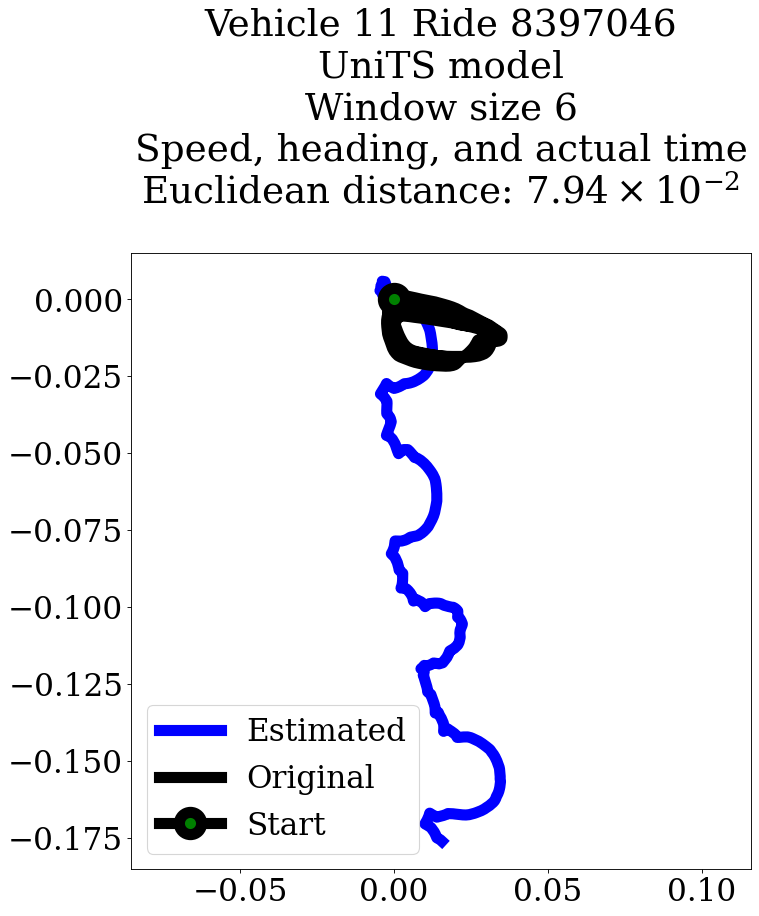 Vehicle 11 Ride 8397046
UniTS model
Window size 6
Speed, heading, and actual time
Euclidean distance: 7.94 × 10⁻²
0.000
−0.025
−0.050
−0.075
−0.100
−0.125
−0.150
−0.175
Estimated
Original
Start
−0.05
0.00
0.05
0.10